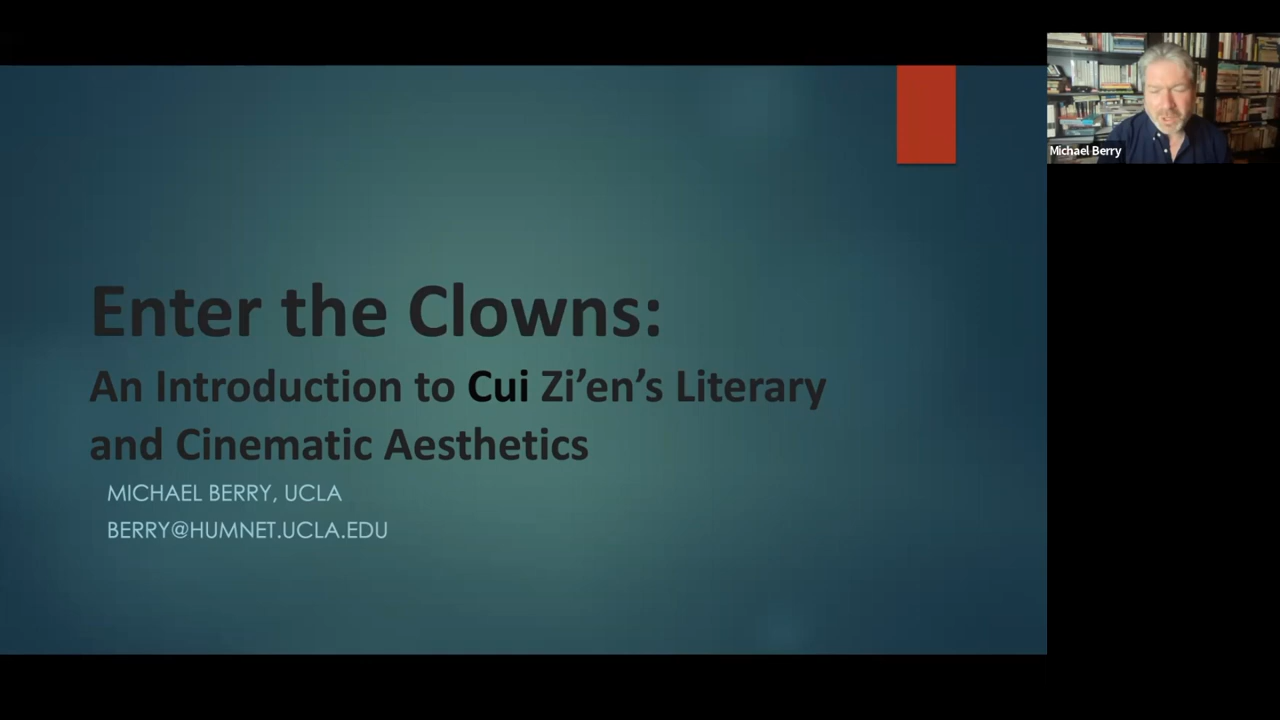 Enter the Clowns:
An Introduction to Cui Zi’en’s Literary
and Cinematic Aesthetics
MICHAEL BERRY, UCLA
BERRY@HUMNET.UCLA.EDU
Michael Berry